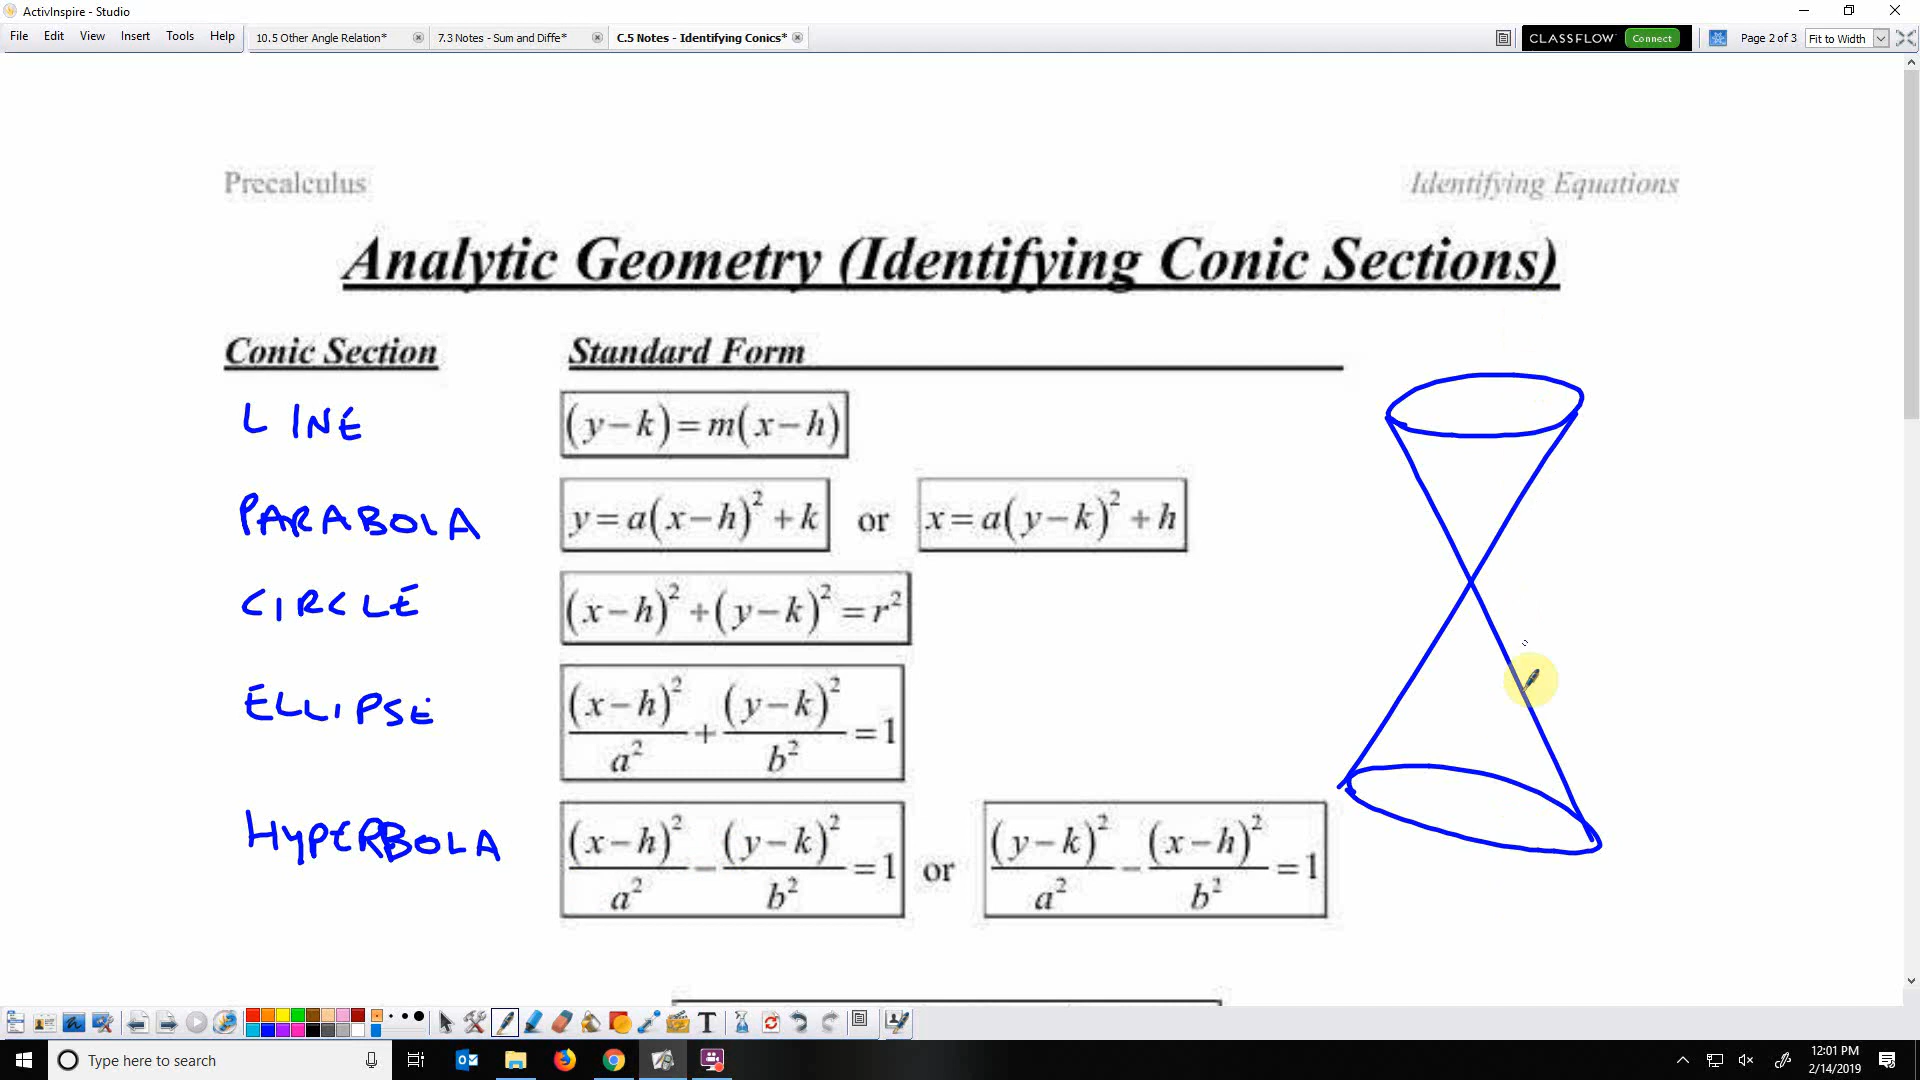 ActivInspire - Studio
File Edit View Insert Tools Help
10.5 Other Angle Relation* 7.3 Notes - Sum and Diffe* C.5 Notes - Identifying Conics*
CLASSFLOW Connect Page 2 of 3 Fit to Width
Precalculus Identifying Equations
Analytic Geometry (Identifying Conic Sections)
Conic Section Standard Form
LINE (y−k)=m(x−h)
PARABOLA y=a(x−h)²+k or x=a(y−k)²+h
CIRCLE (x−h)²+(y−k)²=r²
ELLIPSE (x−h)²/a²+(y−k)²/b²=1
HYPERBOLA (x−h)²/a²−(y−k)²/b²=1 or (y−k)²/a²−(x−h)²/b²=1
T
Type here to search
12:01 PM
2/14/2019